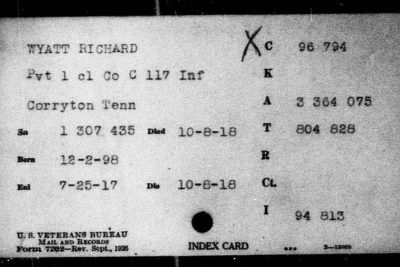 WYATT RICHARD X C 96 794
Pvt 1 cl Co C 117 Inf K
Corryton Tenn A 3 364 075
Sn 1 307 435 Died 10-8-18 T 804 828
Born 12-2-98 R
Enl 7-25-17 Dis 10-8-18 CL
I 94 813
U. S. VETERANS BUREAU
MAIL AND RECORDS
Form 7202—Rev. Sept., 1926 INDEX CARD